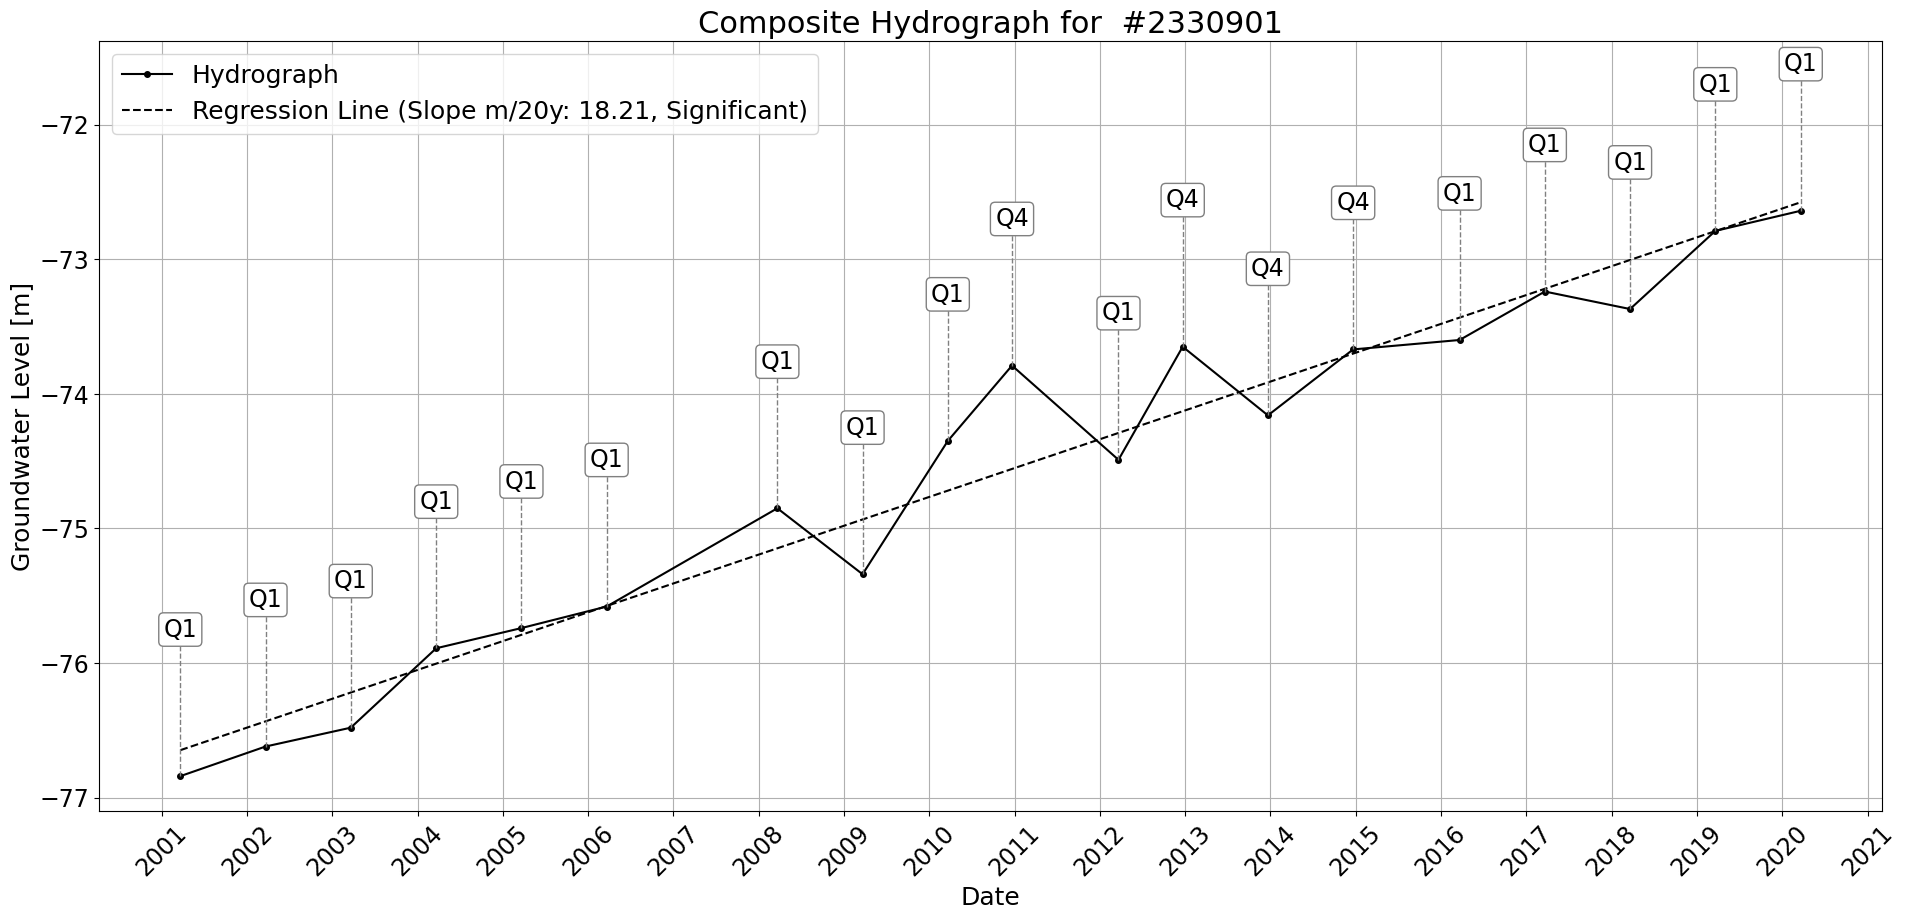 Composite Hydrograph for  #2330901
Hydrograph
Regression Line (Slope m/20y: 18.21, Significant)
Groundwater Level [m]
−72
−73
−74
−75
−76
−77
Q1
Q1
Q1
Q1
Q1
Q1
Q1
Q1
Q1
Q4
Q1
Q4
Q4
Q4
Q1
Q1
Q1
Q1
Q1
2001
2002
2003
2004
2005
2006
2007
2008
2009
2010
2011
2012
2013
2014
2015
2016
2017
2018
2019
2020
2021
Date